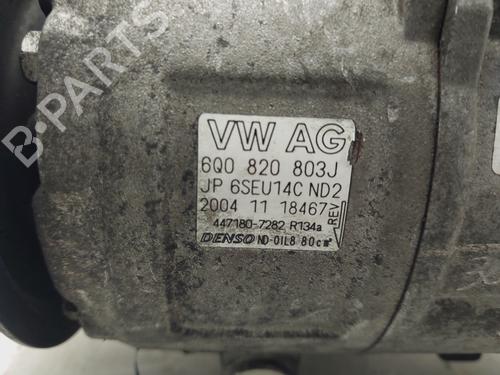 B-PARTS
VW AG
6Q0 820 803J
JP 6SEU14C ND2
2004 11 18467
REV
447180-7282 R134a
DENSO ND-OIL8 80cm³